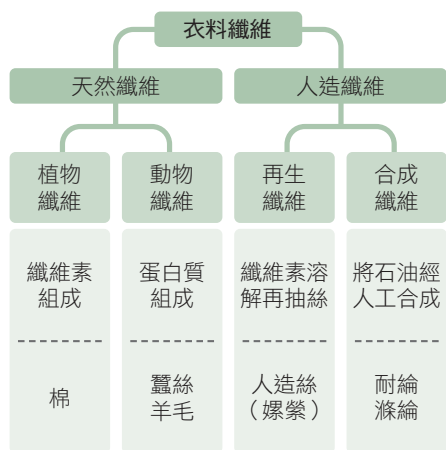 衣料纖維
天然纖維
人造纖維
植物
纖維
動物
纖維
再生
纖維
合成
纖維
纖維素
組成
蛋白質
組成
纖維素溶
解再抽絲
將石油經
人工合成
棉
蠶絲
羊毛
人造絲
（嫘縈）
耐綸
滌綸